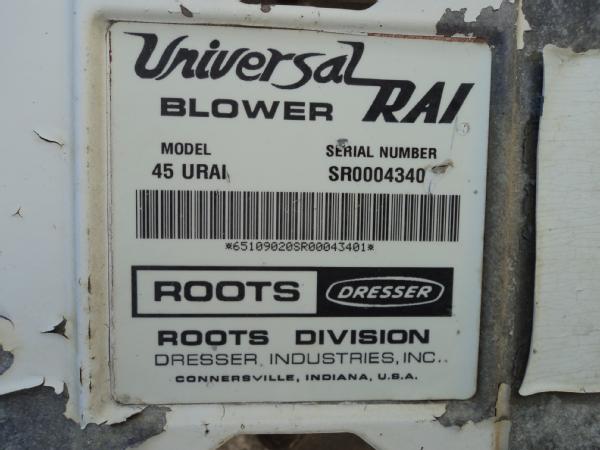 Universal RAI
BLOWER
MODEL SERIAL NUMBER
45 URAI SR0004340
*65109020SR00043401*
ROOTS DRESSER
ROOTS DIVISION
DRESSER INDUSTRIES, INC.
CONNERSVILLE, INDIANA, U.S.A.